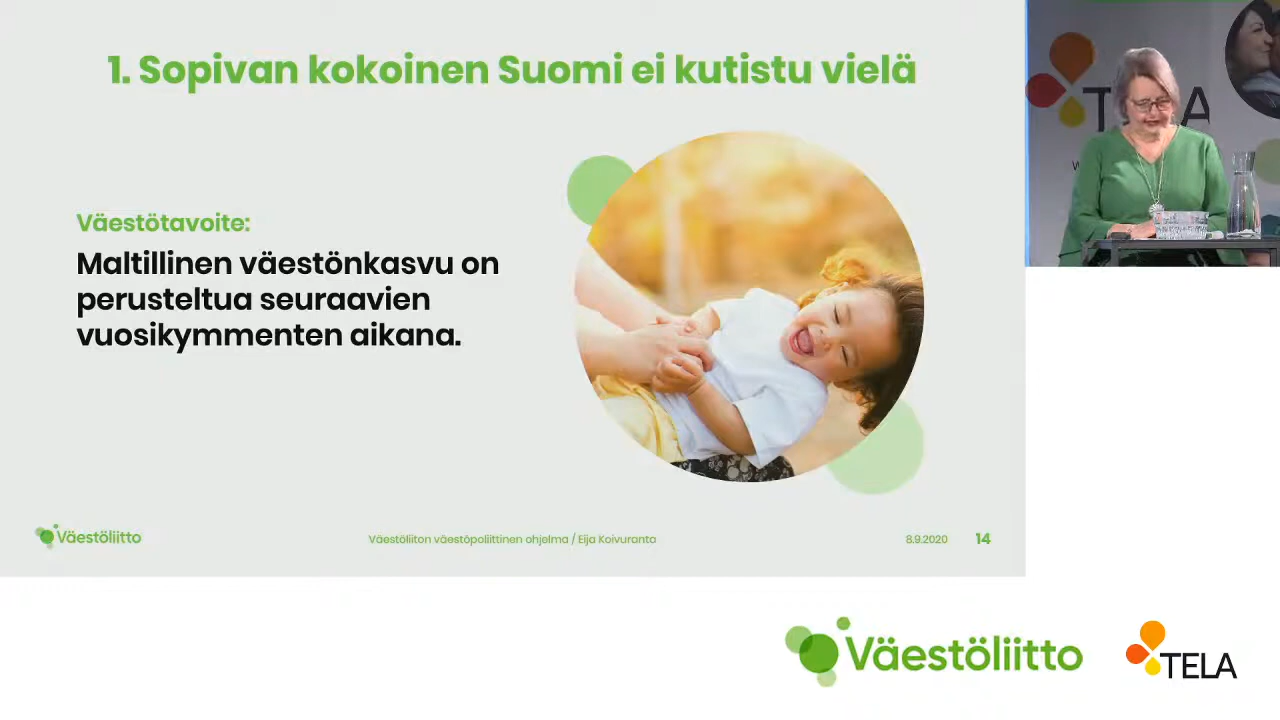 1. Sopivan kokoinen Suomi ei kutistu vielä
Väestötavoite:
Maltillinen väestönkasvu on
perusteltua seuraavien
vuosikymmenten aikana.
Väestöliitto
Väestöliiton väestöpoliittinen ohjelma / Eija Koivuranta
8.9.2020
14
TELA
Väestöliitto
TELA